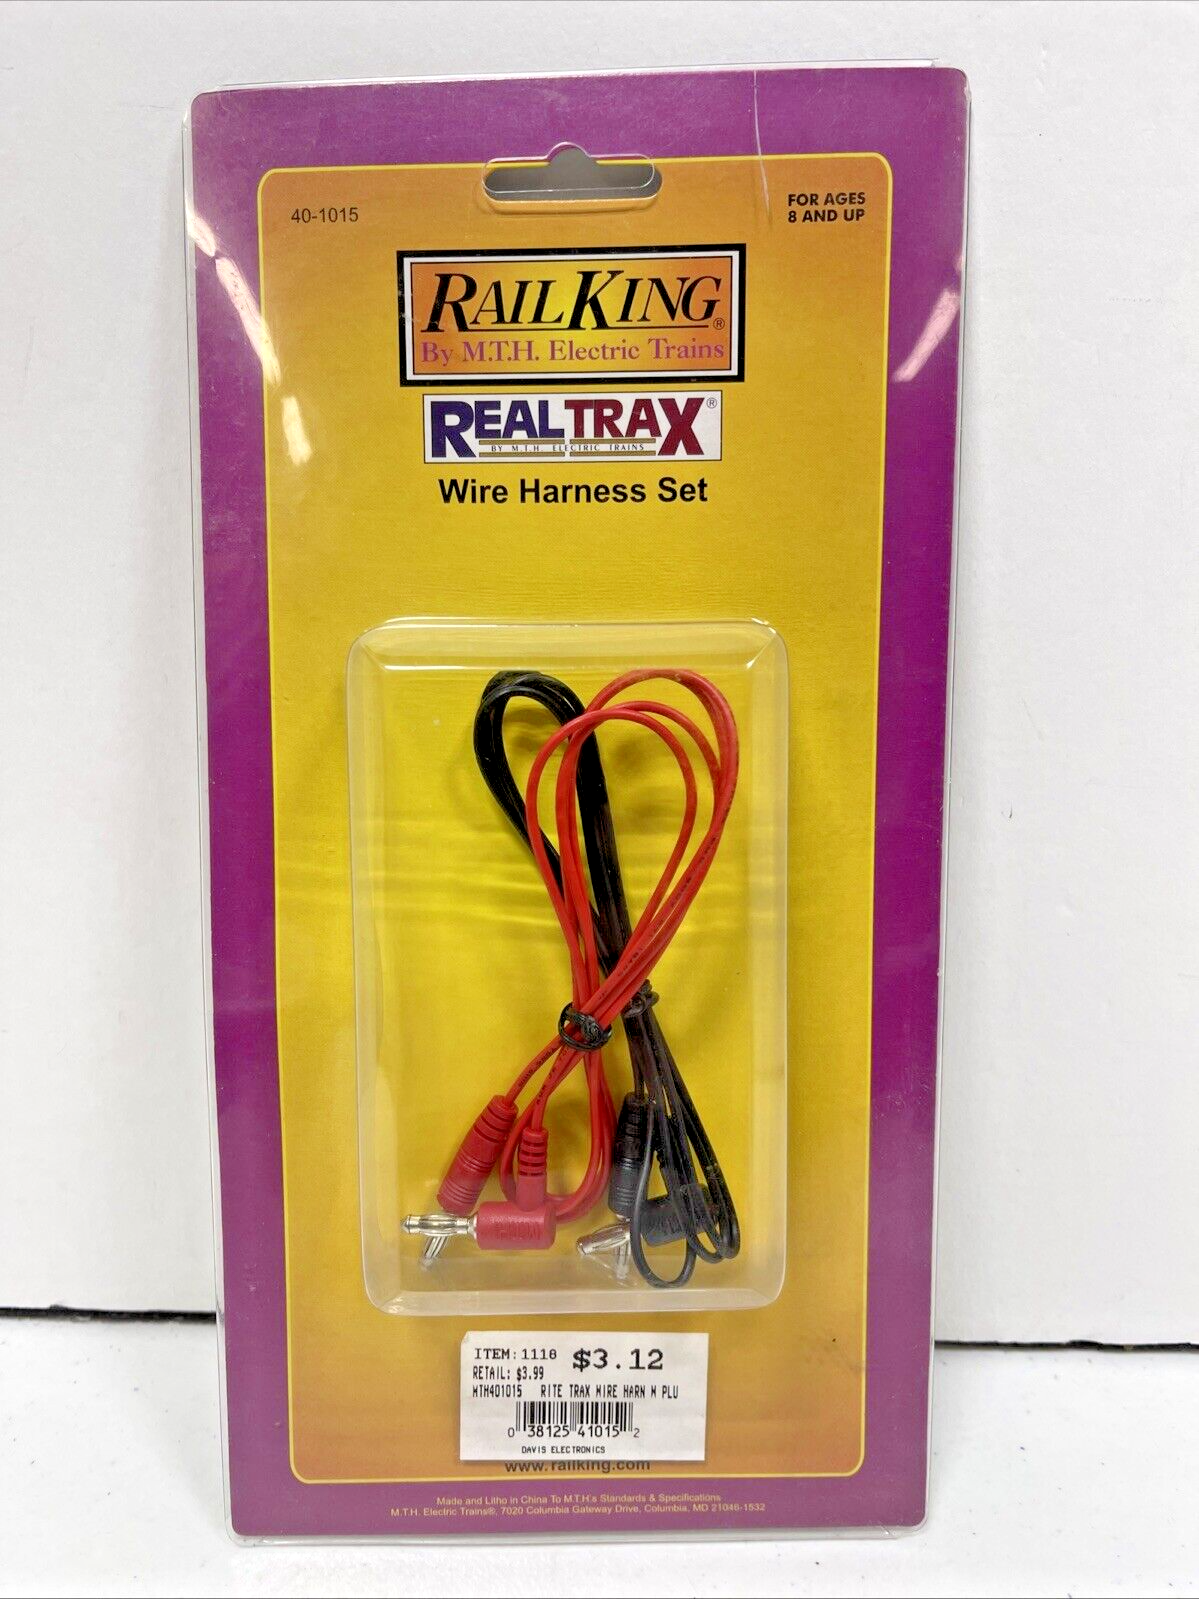 40-1015
FOR AGES
8 AND UP
RAILKING®
By M.T.H. Electric Trains
REALTRAX®
BY M.T.H. ELECTRIC TRAINS
Wire Harness Set
ITEM:1118 $3.12
RETAIL: $3.99
MTH401015 RITE TRAX WIRE HARN W PLU
0 38125 41015 2
DAVIS ELECTRONICS
www.railking.com
Made and Litho in China To M.T.H's Standards & Specifications
M.T.H. Electric Trains®, 7020 Columbia Gateway Drive, Columbia, MD 21046-1532